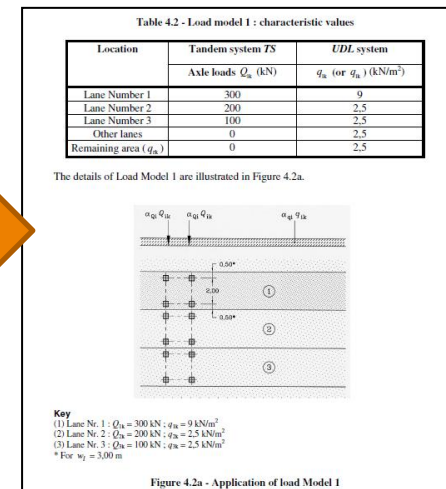 Table 4.2 - Load model 1 : characteristic values
Location Tandem system TS UDL system
Axle loads Qik (kN) qik (or qrk) (kN/m²)
Lane Number 1 300 9
Lane Number 2 200 2,5
Lane Number 3 100 2,5
Other lanes 0 2,5
Remaining area (qrk) 0 2,5
The details of Load Model 1 are illustrated in Figure 4.2a.
αQi Qik αQi Qik αqi qik
0,50*
2,00
1
0,50*
2
3
Key
(1) Lane Nr. 1 : Q1k = 300 kN ; q1k = 9 kN/m²
(2) Lane Nr. 2 : Q2k = 200 kN ; q2k = 2,5 kN/m²
(3) Lane Nr. 3 : Q3k = 100 kN ; q3k = 2,5 kN/m²
* For wl = 3,00 m
Figure 4.2a - Application of load Model 1